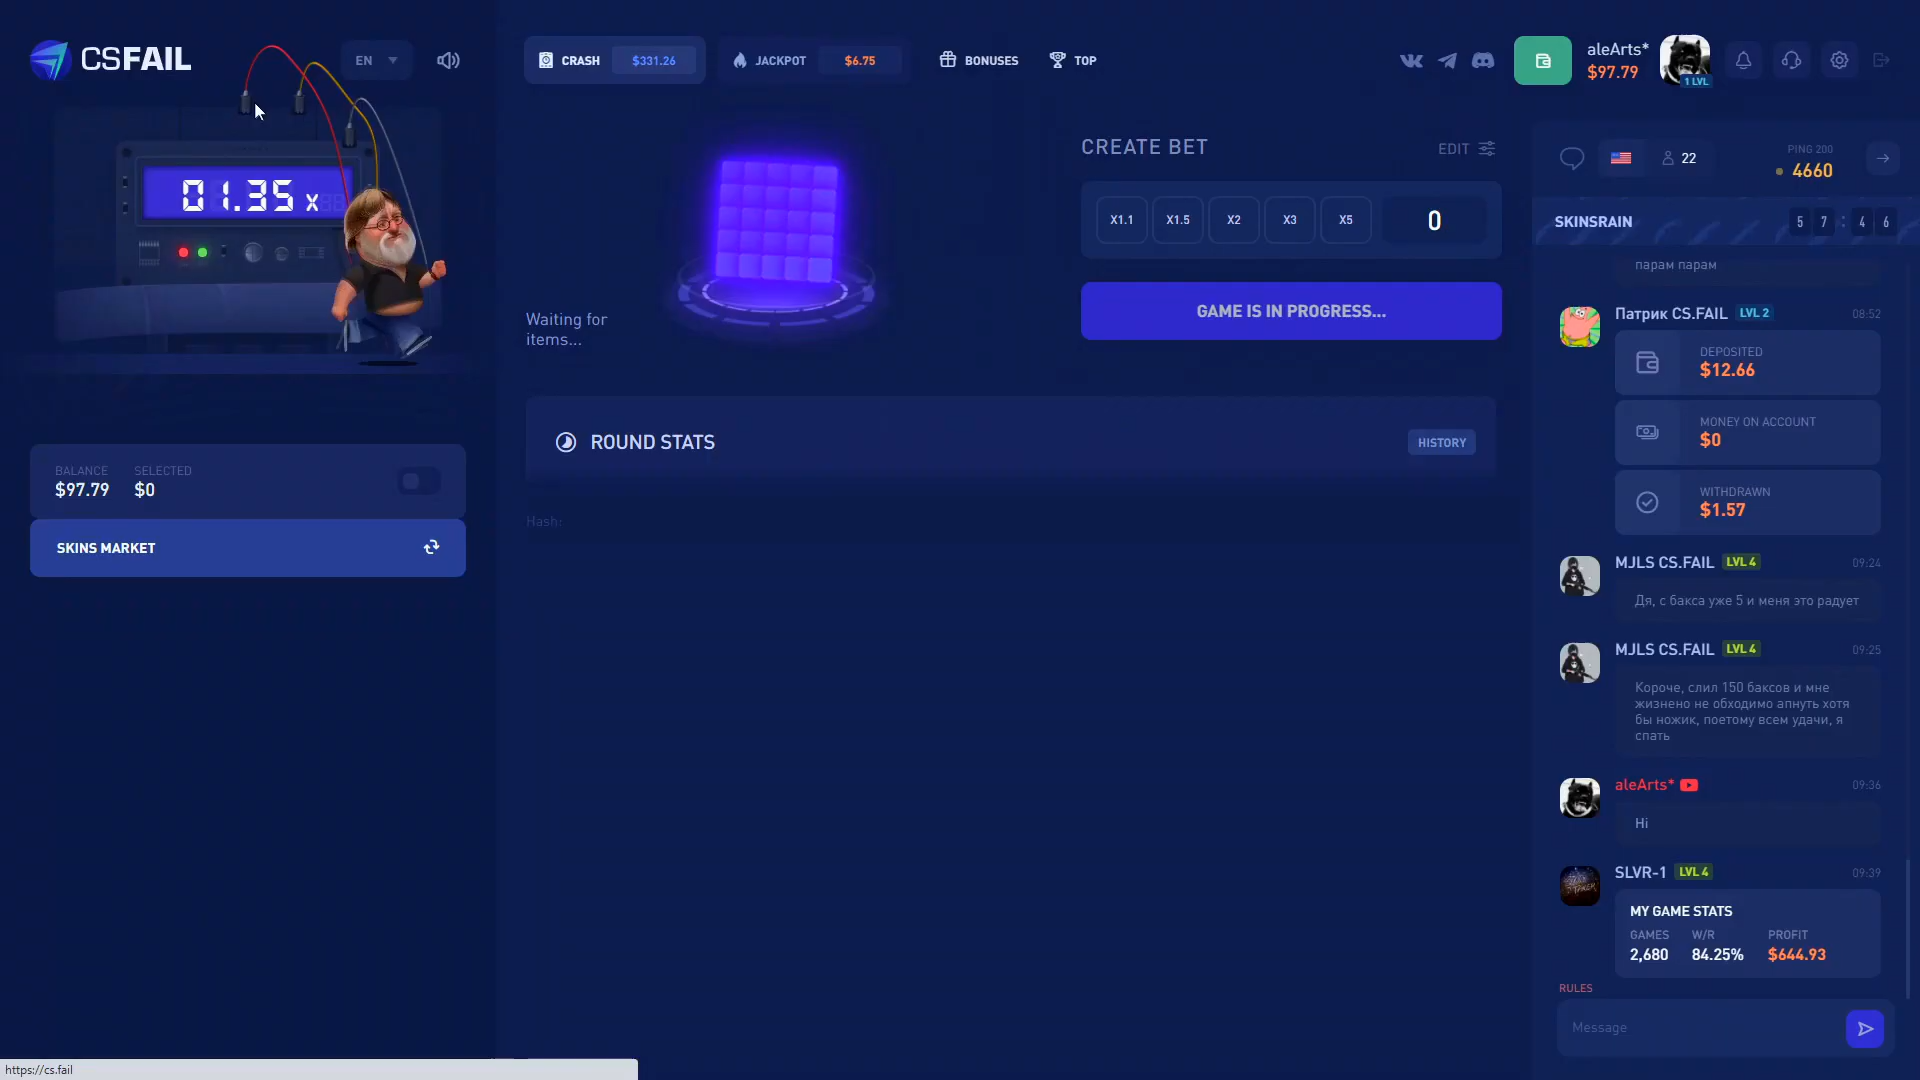 CSFAIL
EN
CRASH
$331.26
JACKPOT
$6.75
BONUSES
TOP
aleArts*
$97.79
1 LVL
01.35 x
Waiting for
items...
CREATE BET
EDIT
X1.1
X1.5
X2
X3
X5
0
GAME IS IN PROGRESS...
ROUND STATS
HISTORY
Hash:
BALANCE
$97.79
SELECTED
$0
SKINS MARKET
22
PING 200
4660
SKINSRAIN
5 7 : 4 6
парам парам
Патрик CS.FAIL LVL 2 08:52
DEPOSITED
$12.66
MONEY ON ACCOUNT
$0
WITHDRAWN
$1.57
MJLS CS.FAIL LVL 4 09:24
Дя, с бакса уже 5 и меня это радует
MJLS CS.FAIL LVL 4 09:25
Короче, слил 150 баксов и мне
жизнено не обходимо апнуть хотя
бы ножик, поетому всем удачи, я
спать
aleArts* 09:36
Hi
SLVR-1 LVL 4 09:39
MY GAME STATS
GAMES W/R PROFIT
2,680 84.25% $644.93
RULES
Message
https://cs.fail